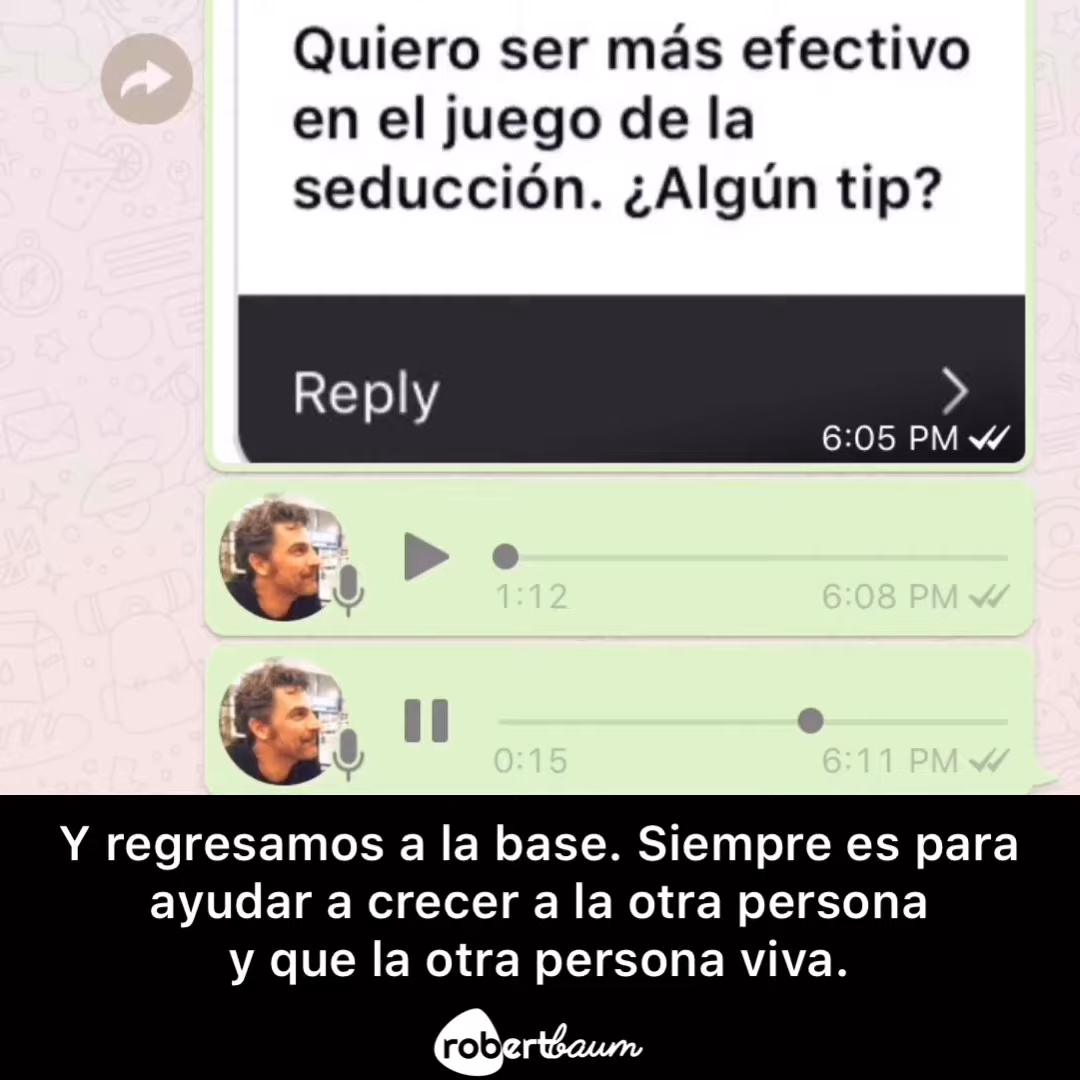 Quiero ser más efectivo
en el juego de la
seducción. ¿Algún tip?
Reply
6:05 PM
1:12 6:08 PM
0:15 6:11 PM
Y regresamos a la base. Siempre es para
ayudar a crecer a la otra persona
y que la otra persona viva.
robertbaum